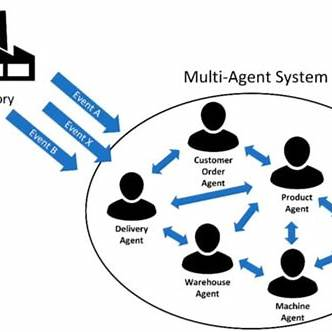 Multi-Agent System
ory
Event A
Event X
Event B
Customer
Order
Agent
Product
Agent
Delivery
Agent
Warehouse
Agent
Machine
Agent